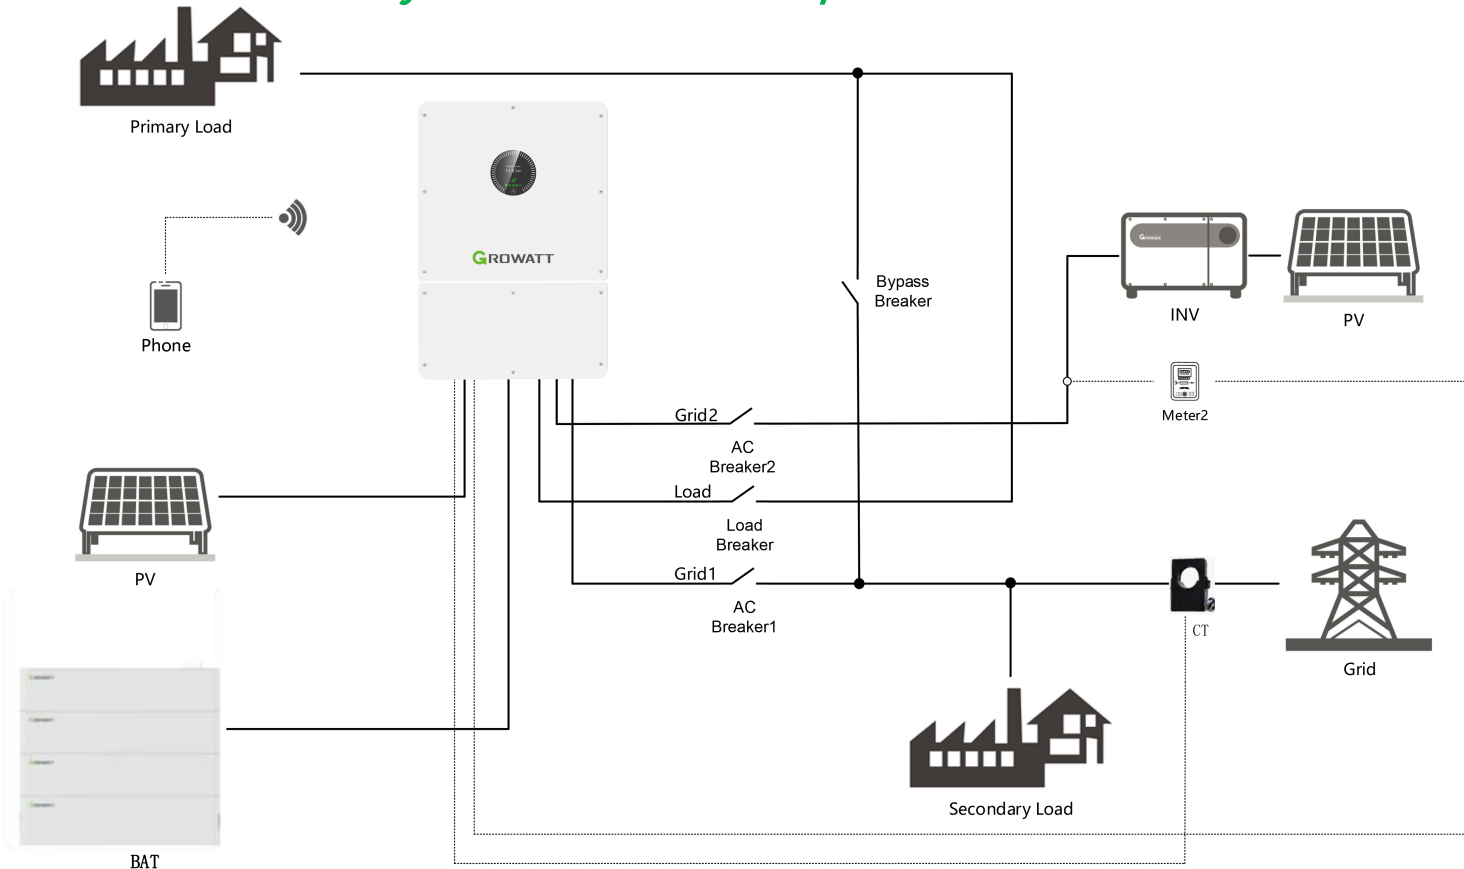 Primary Load
GROWATT
Growatt
Bypass
Breaker
INV
PV
Phone
Meter2
Grid2
AC
Breaker2
Load
Load
Breaker
PV
Grid1
AC
Breaker1
CT
Grid
Secondary Load
BAT